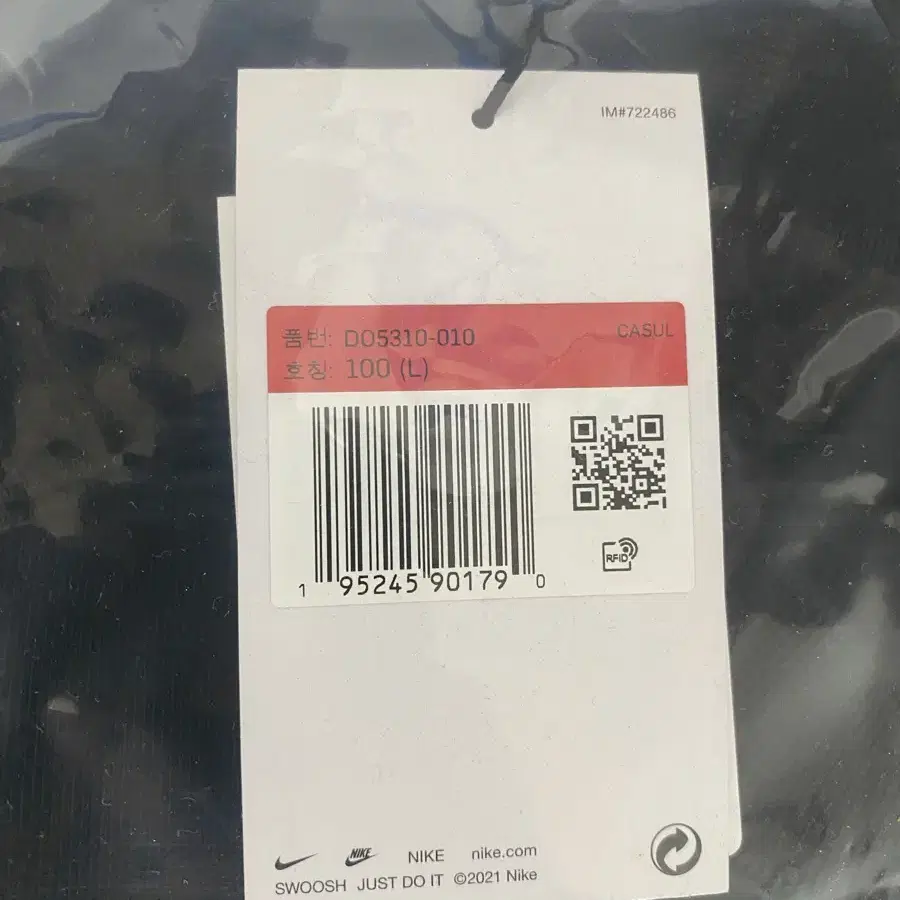 IM#722486
품번: DO5310-010
CASUL
호칭: 100 (L)
RFID
1 95245 90179 0
NIKE NIKE nike.com
SWOOSH JUST DO IT ©2021 Nike